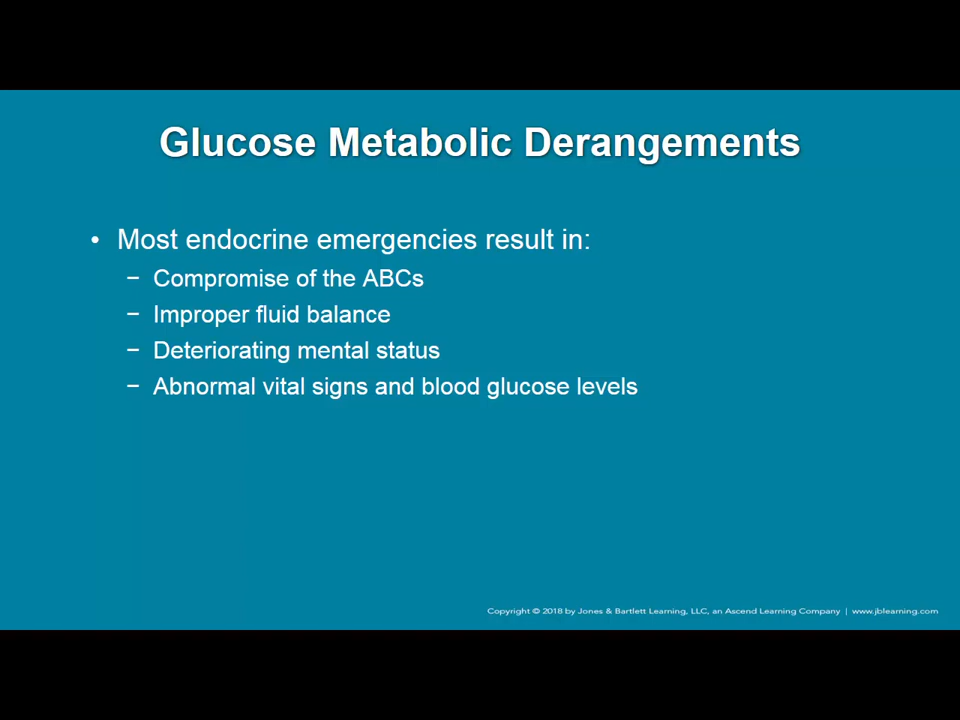 Glucose Metabolic Derangements
• Most endocrine emergencies result in:
− Compromise of the ABCs
− Improper fluid balance
− Deteriorating mental status
− Abnormal vital signs and blood glucose levels
Copyright © 2018 by Jones & Bartlett Learning, LLC, an Ascend Learning Company | www.jblearning.com